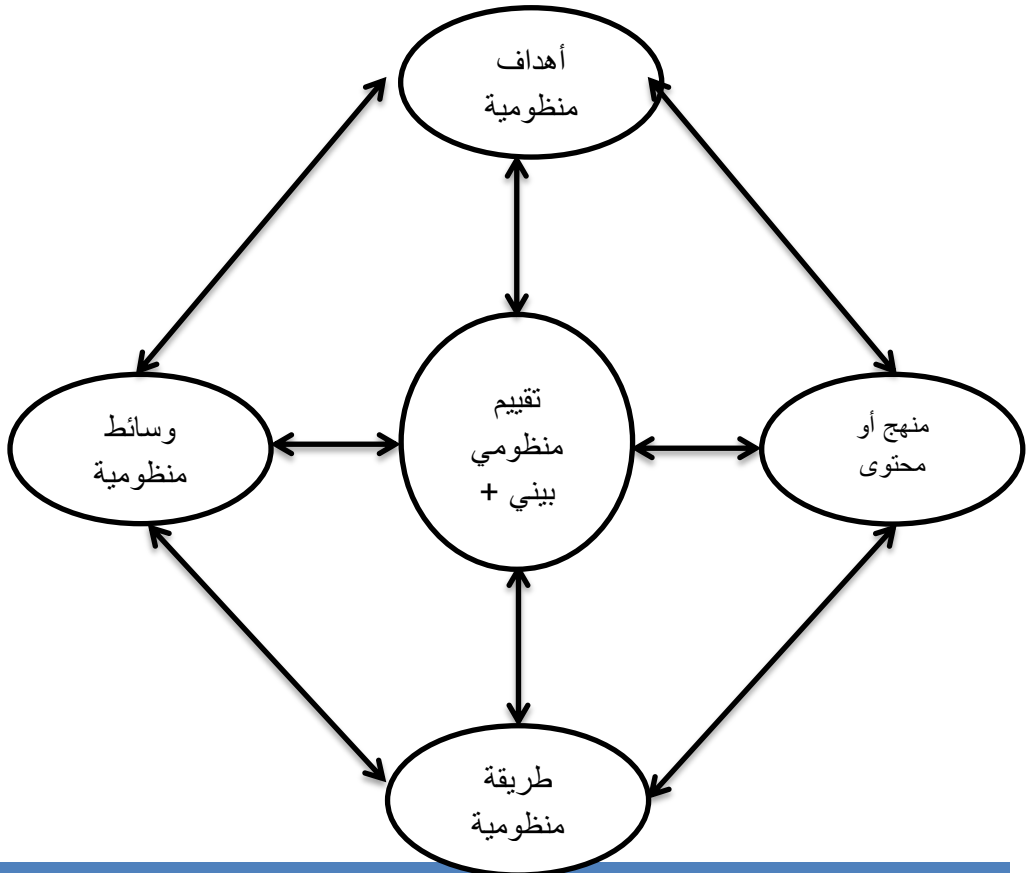 أهداف
منظومية
تقييم
منظومي
بيني +
منهج أو
محتوى
وسائط
منظومية
طريقة
منظومية